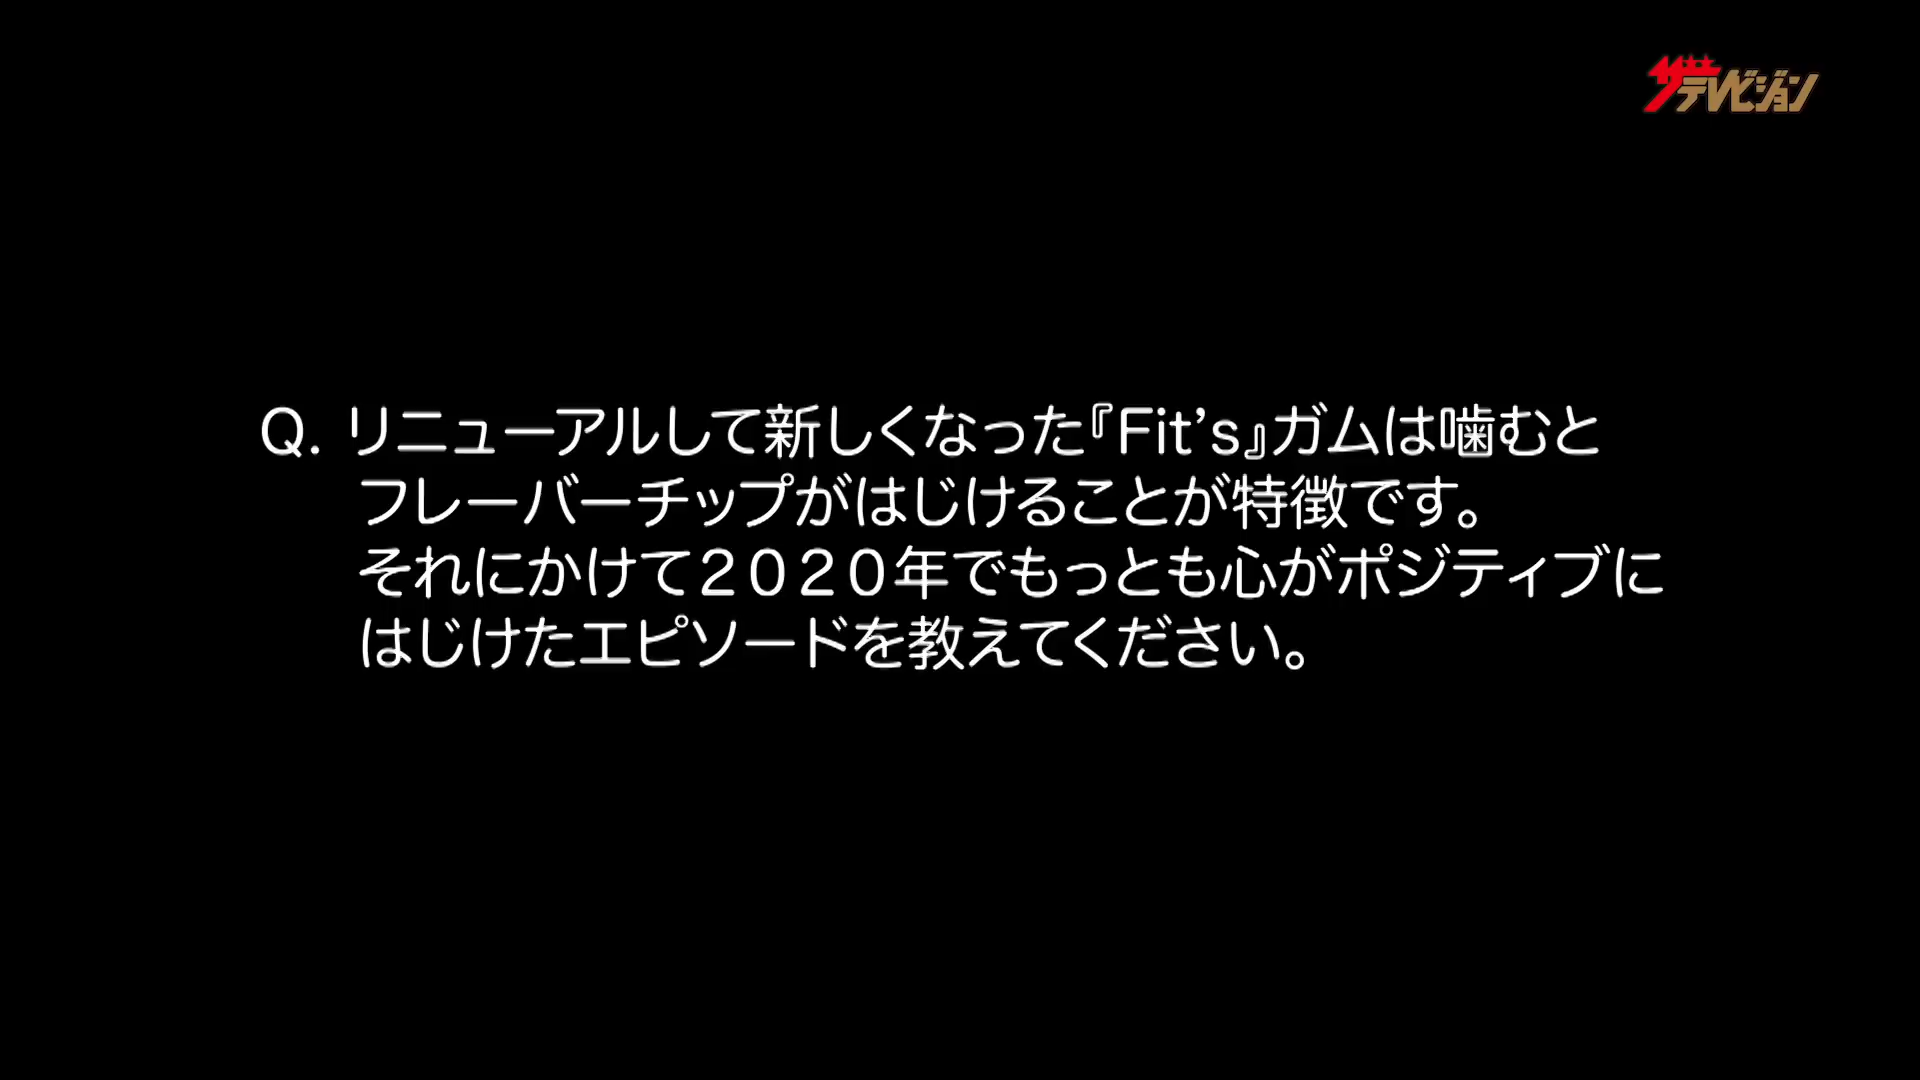 ザテレビジョン
Q. リニューアルして新しくなった『Fit’s』ガムは噛むと
フレーバーチップがはじけることが特徴です。
それにかけて２０２０年でもっとも心がポジティブに
はじけたエピソードを教えてください。